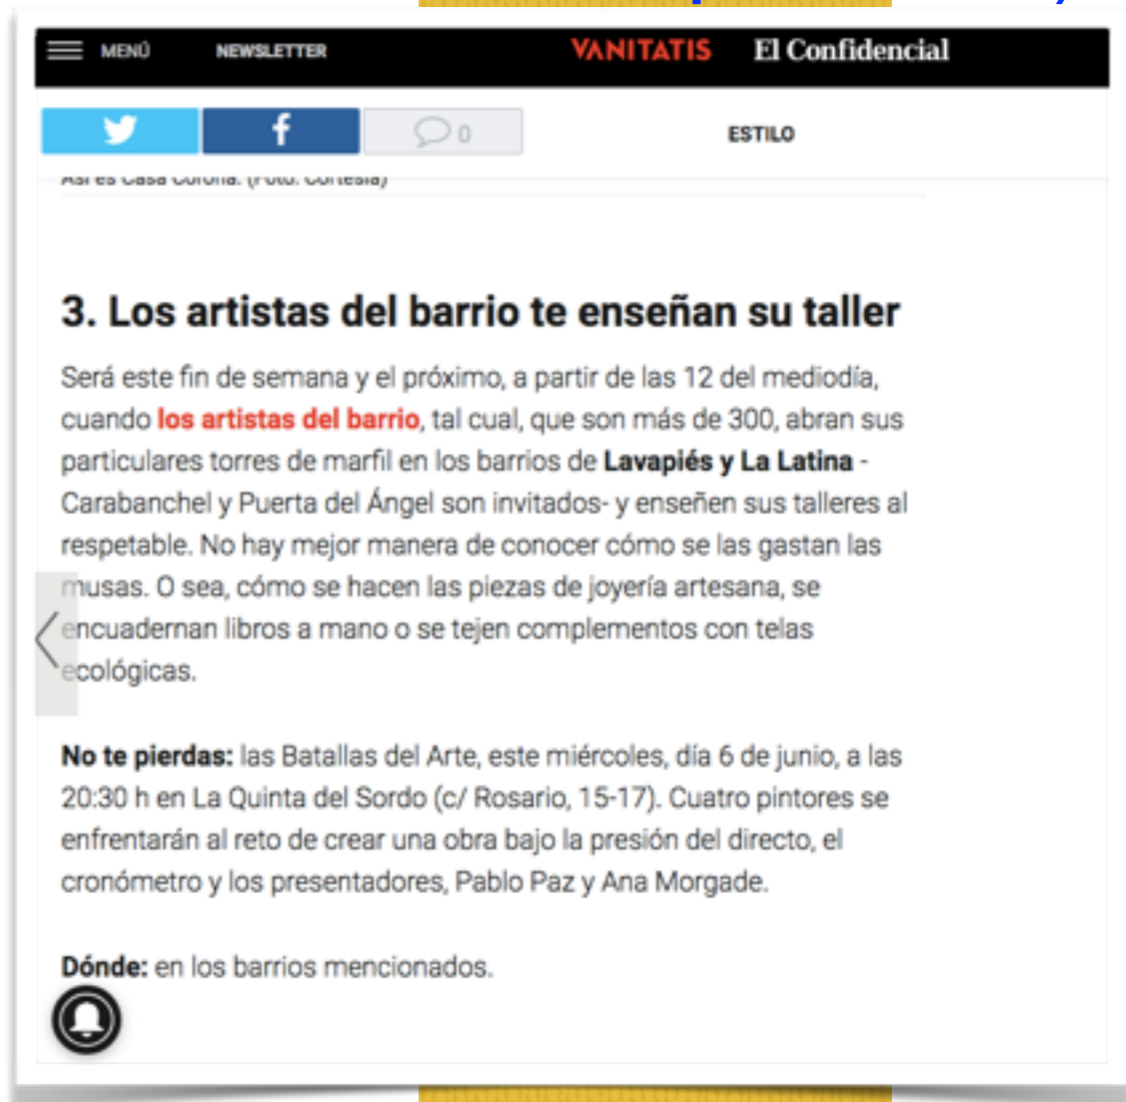 MENÚ NEWSLETTER VANITATIS El Confidencial
0 ESTILO
Así es Casa Corona. (Foto: Cortesía)
3. Los artistas del barrio te enseñan su taller
Será este fin de semana y el próximo, a partir de las 12 del mediodía,
cuando los artistas del barrio, tal cual, que son más de 300, abran sus
particulares torres de marfil en los barrios de Lavapiés y La Latina -
Carabanchel y Puerta del Ángel son invitados- y enseñen sus talleres al
respetable. No hay mejor manera de conocer cómo se las gastan las
musas. O sea, cómo se hacen las piezas de joyería artesana, se
encuadernan libros a mano o se tejen complementos con telas
ecológicas.
No te pierdas: las Batallas del Arte, este miércoles, día 6 de junio, a las
20:30 h en La Quinta del Sordo (c/ Rosario, 15-17). Cuatro pintores se
enfrentarán al reto de crear una obra bajo la presión del directo, el
cronómetro y los presentadores, Pablo Paz y Ana Morgade.
Dónde: en los barrios mencionados.